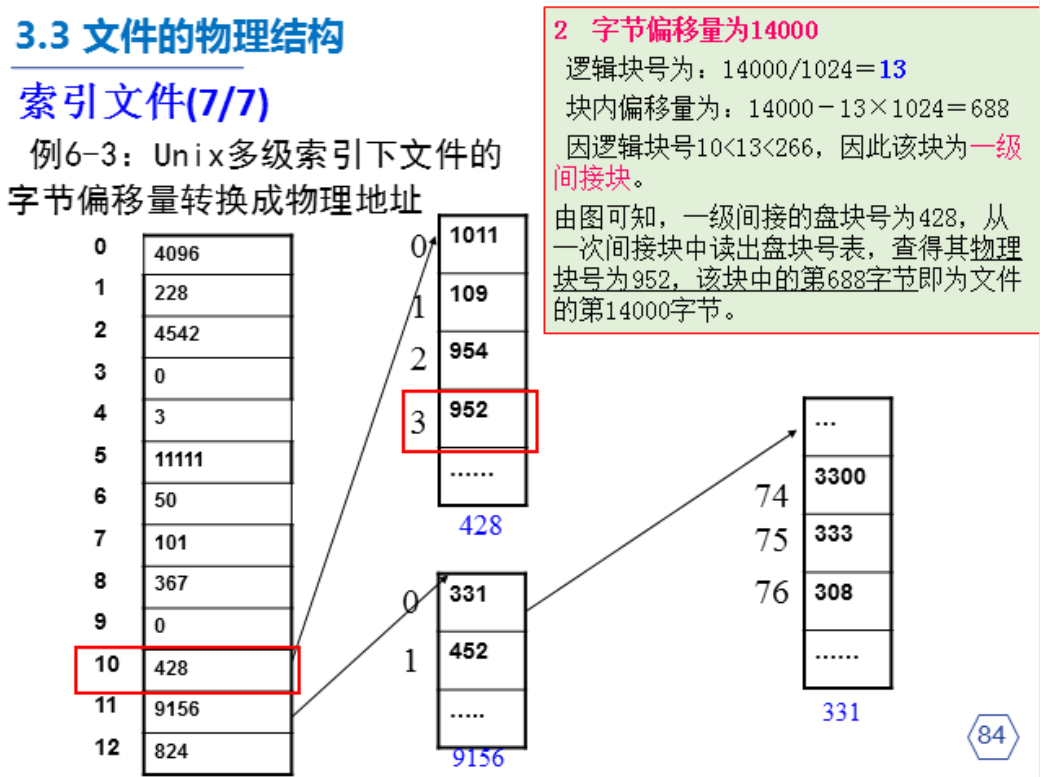 3.3 文件的物理结构
索引文件(7/7)
例6-3：Unix多级索引下文件的
字节偏移量转换成物理地址
2 字节偏移量为14000
逻辑块号为：14000/1024＝13
块内偏移量为：14000－13×1024＝688
因逻辑块号10<13<266，因此该块为一级
间接块。
由图可知，一级间接的盘块号为428，从
一次间接块中读出盘块号表，查得其物理
块号为952，该块中的第688字节即为文件
的第14000字节。
0 4096
1 228
2 4542
3 0
4 3
5 11111
6 50
7 101
8 367
9 0
10 428
11 9156
12 824
0 1011
1 109
2 954
3 952
……
428
0 331
1 452
…..
9156
...
74 3300
75 333
76 308
……
331
84